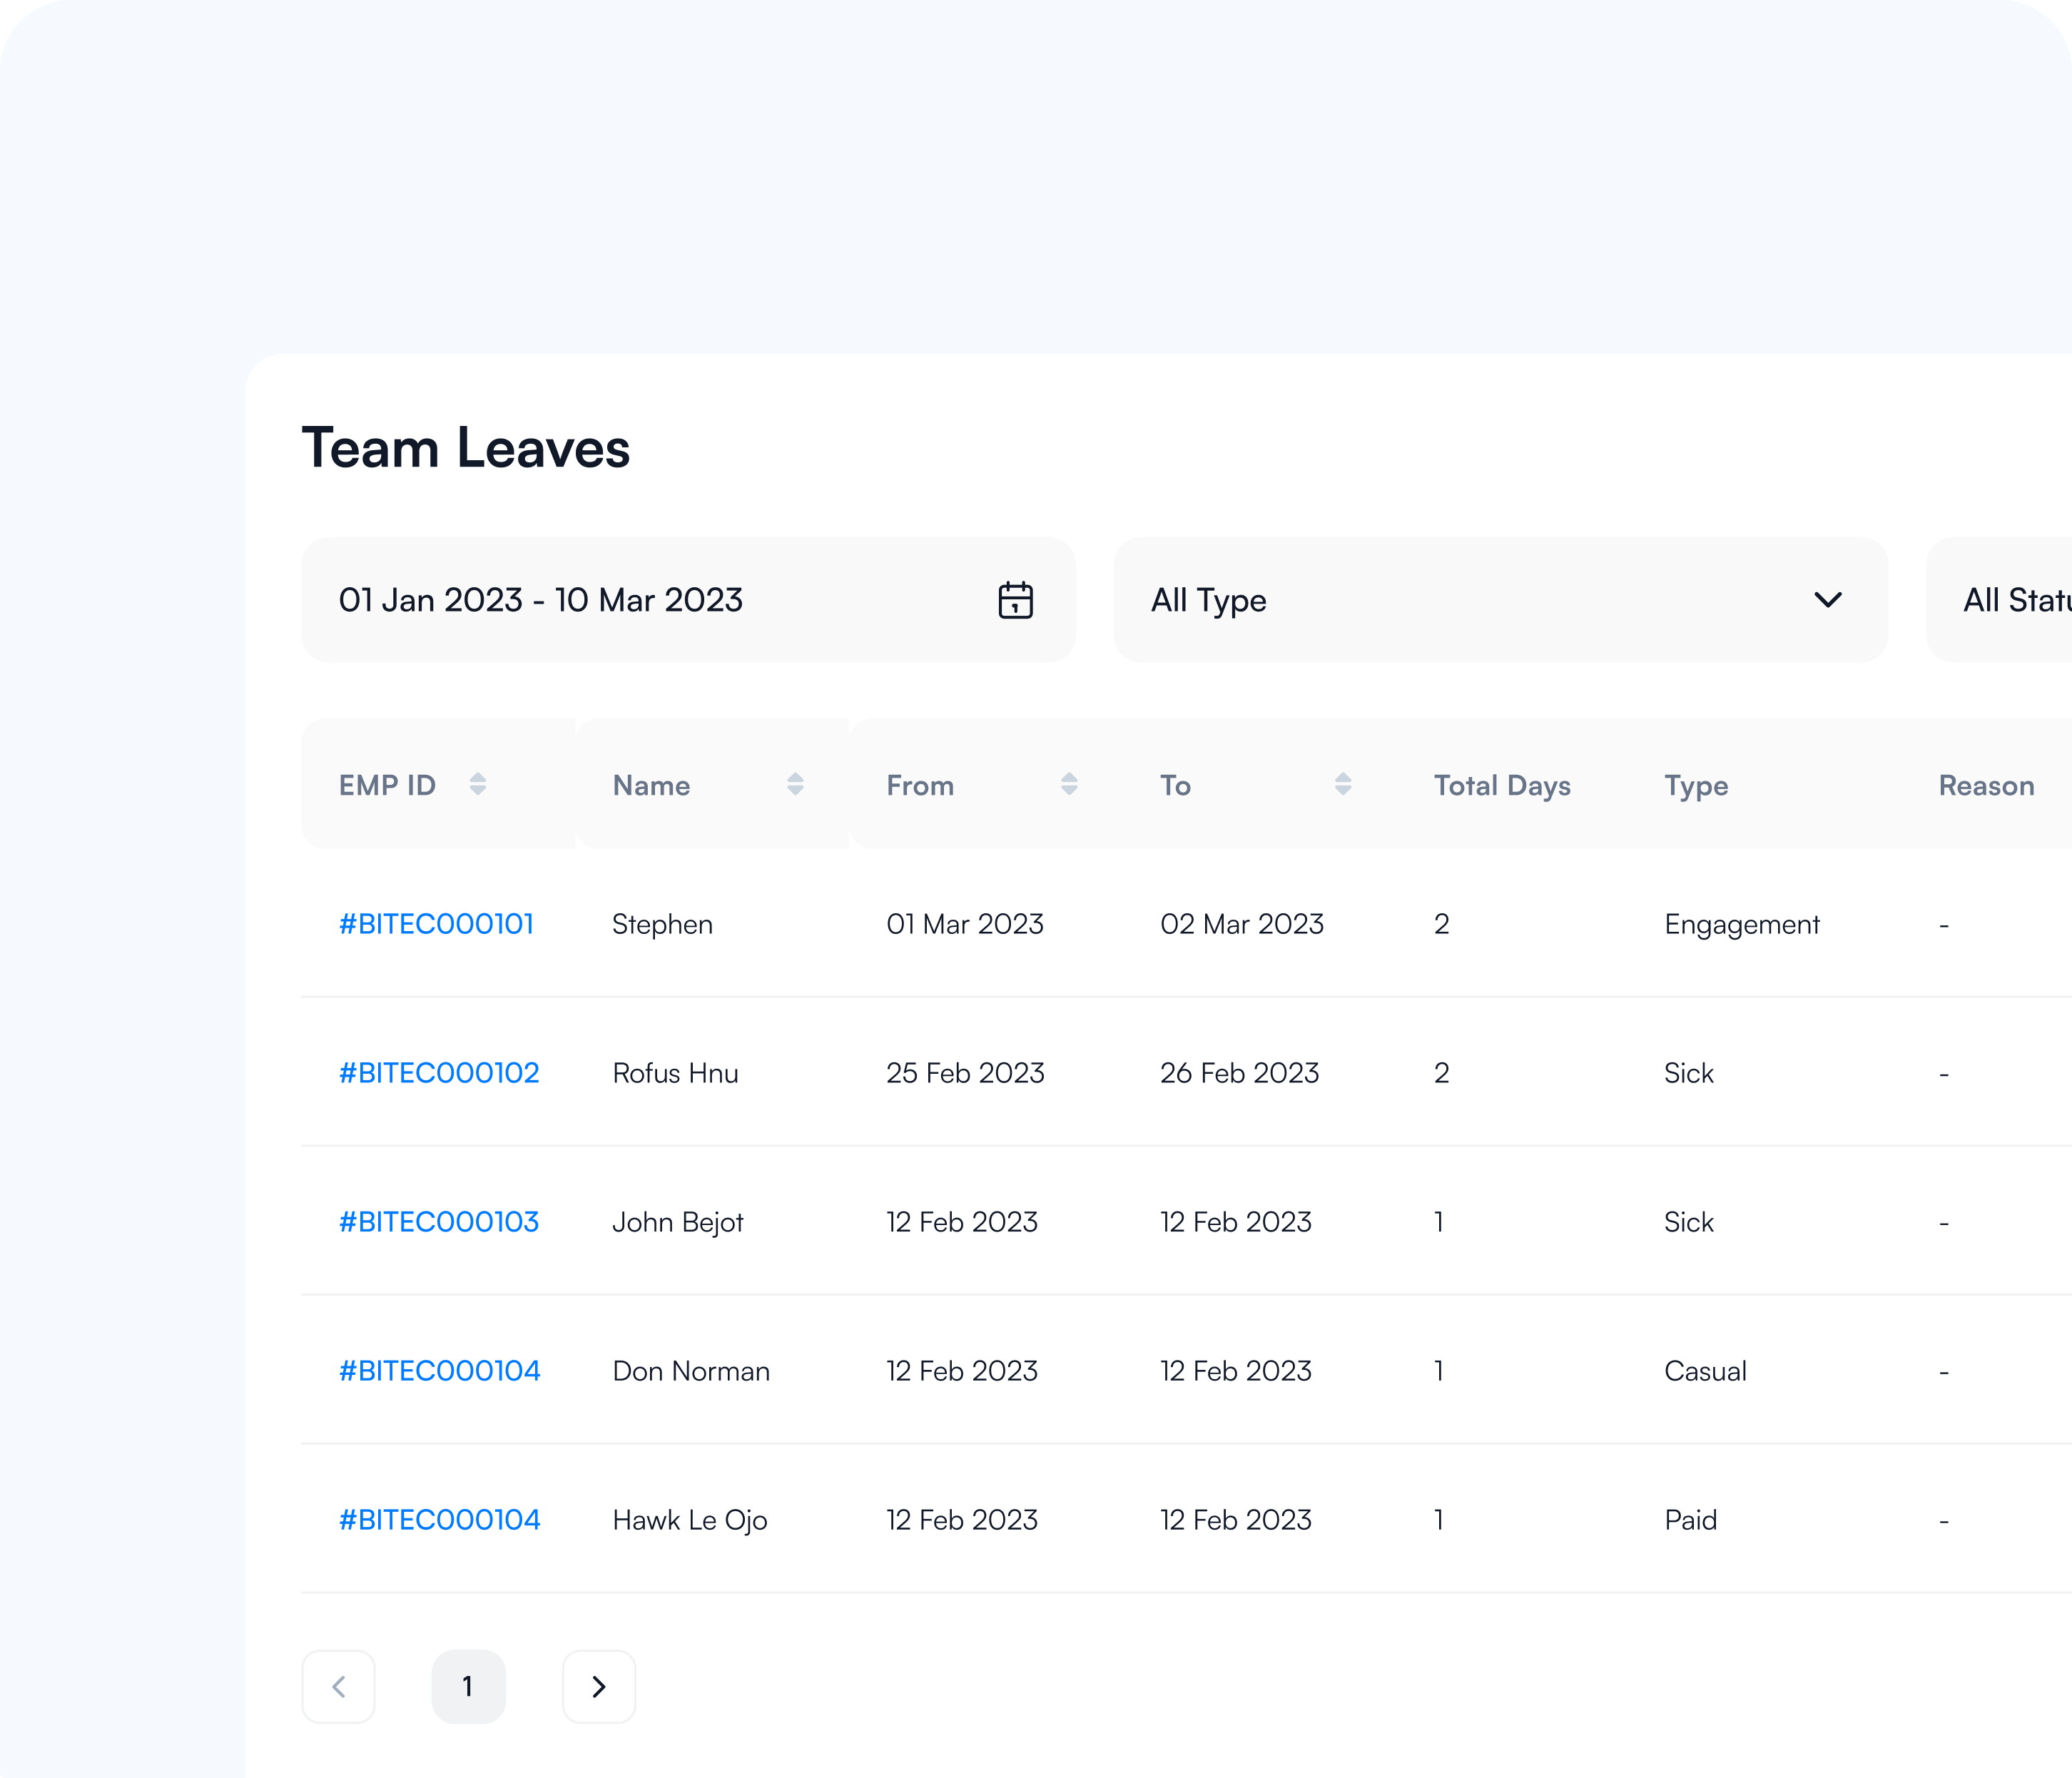 Team Leaves
01 Jan 2023 - 10 Mar 2023 All Type All Statu
EMP ID Name From To Total Days Type Reason
#BITEC000101 Stephen 01 Mar 2023 02 Mar 2023 2 Engagement -
#BITEC000102 Rofus Hnu 25 Feb 2023 26 Feb 2023 2 Sick -
#BITEC000103 John Bejot 12 Feb 2023 12 Feb 2023 1 Sick -
#BITEC000104 Don Norman 12 Feb 2023 12 Feb 2023 1 Casual -
#BITEC000104 Hawk Le Ojo 12 Feb 2023 12 Feb 2023 1 Paid -
1